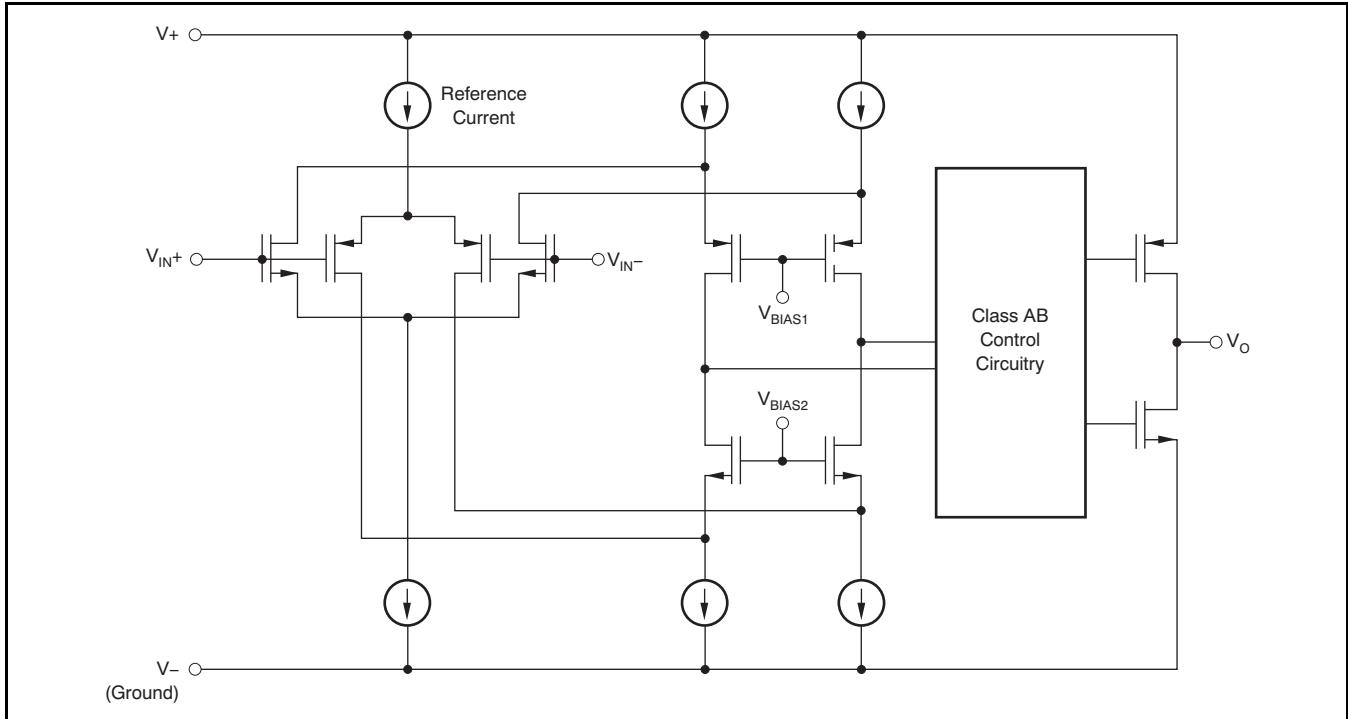 V+
Reference
Current
VIN+
VIN−
VBIAS1
Class AB
Control
Circuitry
VO
VBIAS2
V−
(Ground)